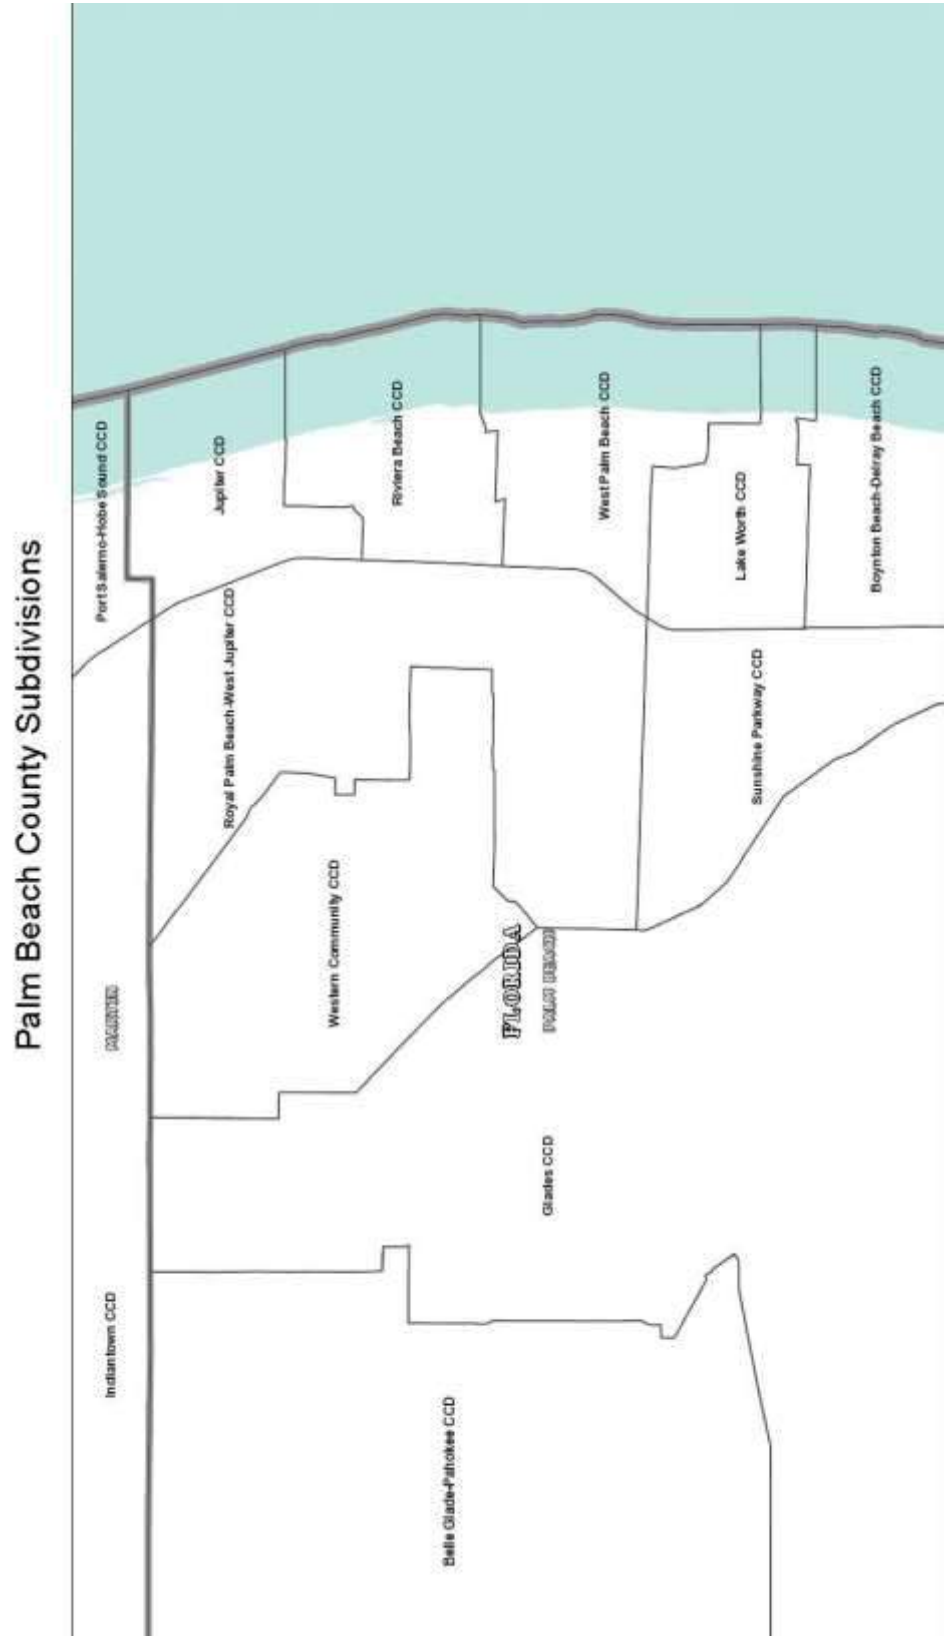 Palm Beach County Subdivisions
MARTIN
Indiantown CCD
Port Salerno-Hobe Sound CCD
Jupiter CCD
Royal Palm Beach-West Jupiter CCD
Riviera Beach CCD
Western Community CCD
Belle Glade-Pahokee CCD
FLORIDA
PALM BEACH
Glades CCD
West Palm Beach CCD
Lake Worth CCD
Sunshine Parkway CCD
Boynton Beach-Delray Beach CCD